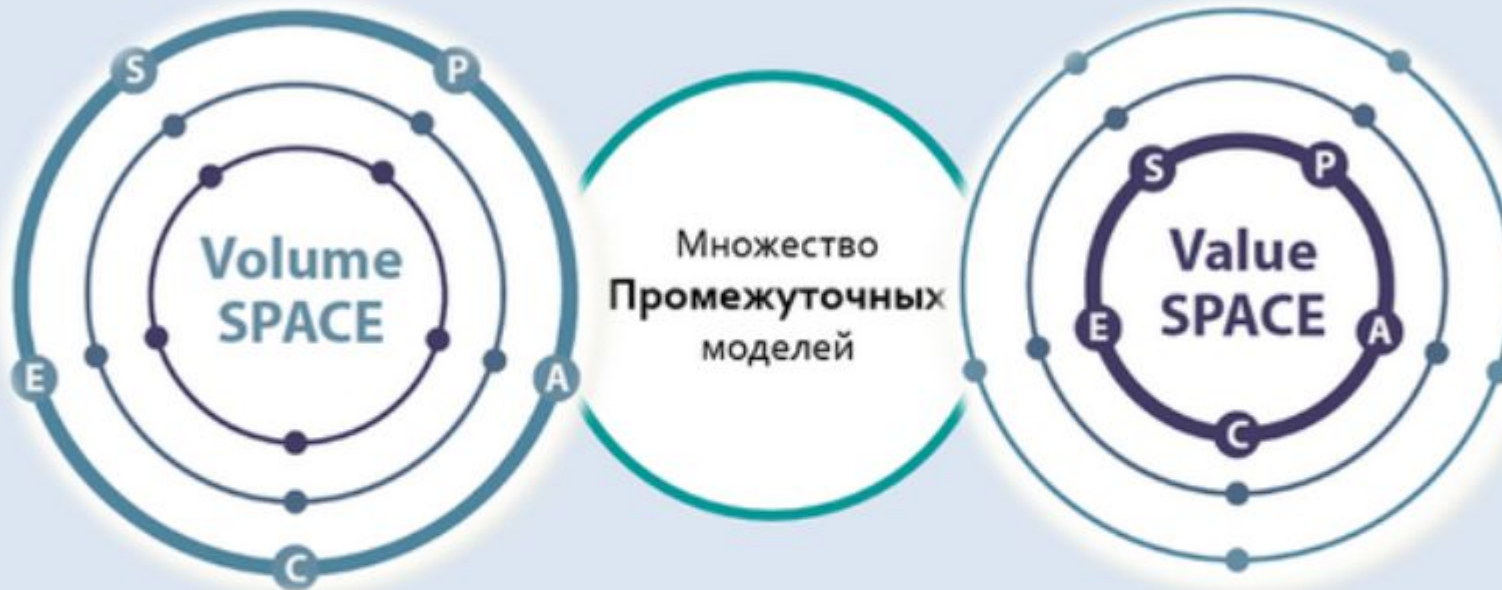 S
P
Volume
SPACE
E
A
C
Множество
Промежуточных
моделей
S
P
Value
SPACE
E
A
C